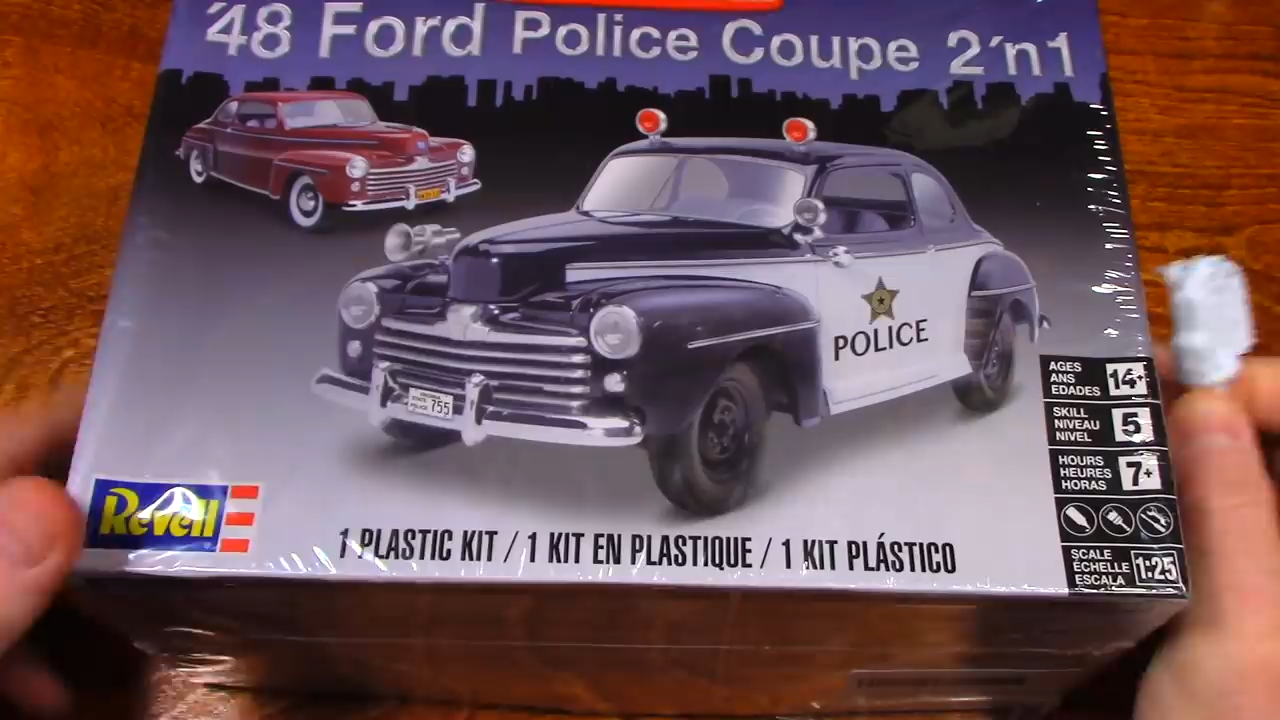 '48 Ford Police Coupe 2'n1
POLICE
755
Revell
1 PLASTIC KIT / 1 KIT EN PLASTIQUE / 1 KIT PLÁSTICO
AGES
ANS
EDADES
14+
SKILL
NIVEAU
NIVEL
5
HOURS
HEURES
HORAS
7+
SCALE
ÉCHELLE
ESCALA
1:25